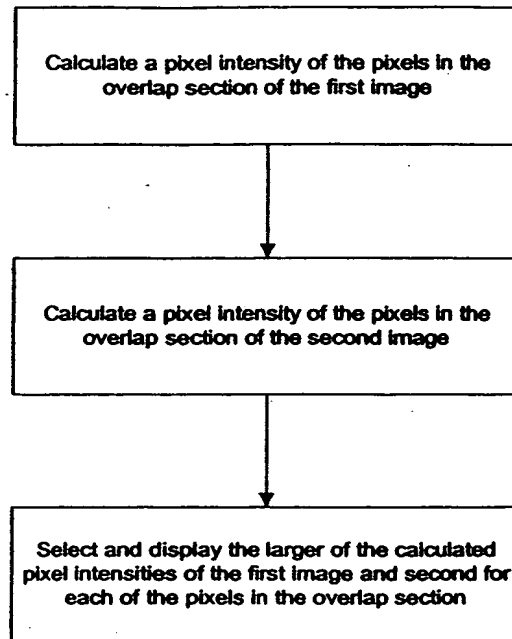 Calculate a pixel intensity of the pixels in the
overlap section of the first image
Calculate a pixel intensity of the pixels in the
overlap section of the second image
Select and display the larger of the calculated
pixel intensities of the first image and second for
each of the pixels in the overlap section